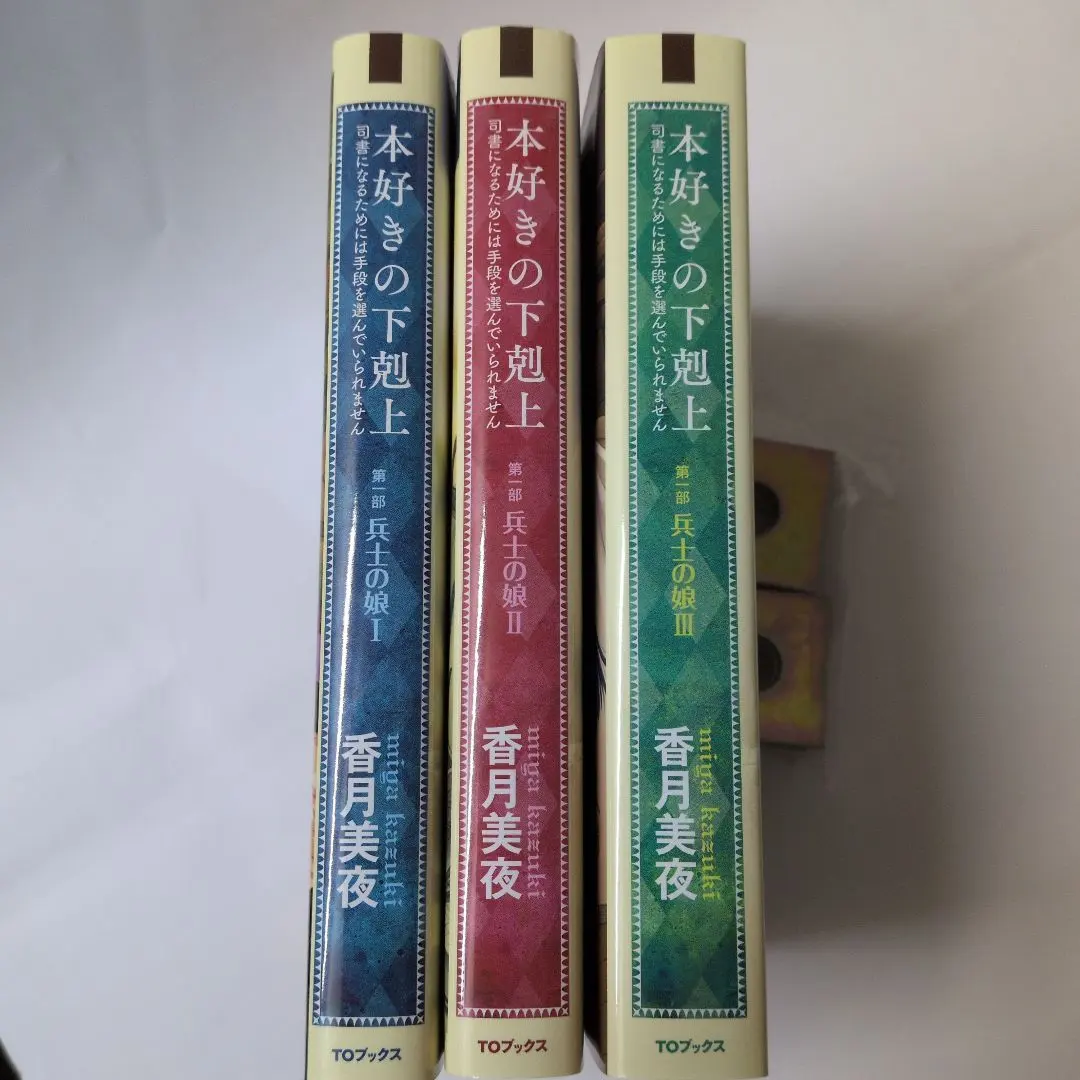 本好きの下剋上
司書になるためには手段を選んでいられません
第一部 兵士の娘Ⅰ
miya kazuki
香月美夜
TOブックス
本好きの下剋上
司書になるためには手段を選んでいられません
第一部 兵士の娘Ⅱ
miya kazuki
香月美夜
TOブックス
本好きの下剋上
司書になるためには手段を選んでいられません
第一部 兵士の娘Ⅲ
miya kazuki
香月美夜
TOブックス